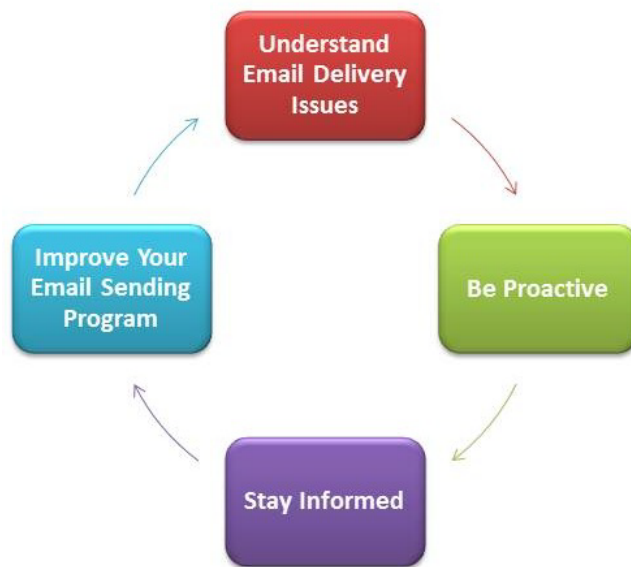 Understand
Email Delivery
Issues
Be Proactive
Stay Informed
Improve Your
Email Sending
Program